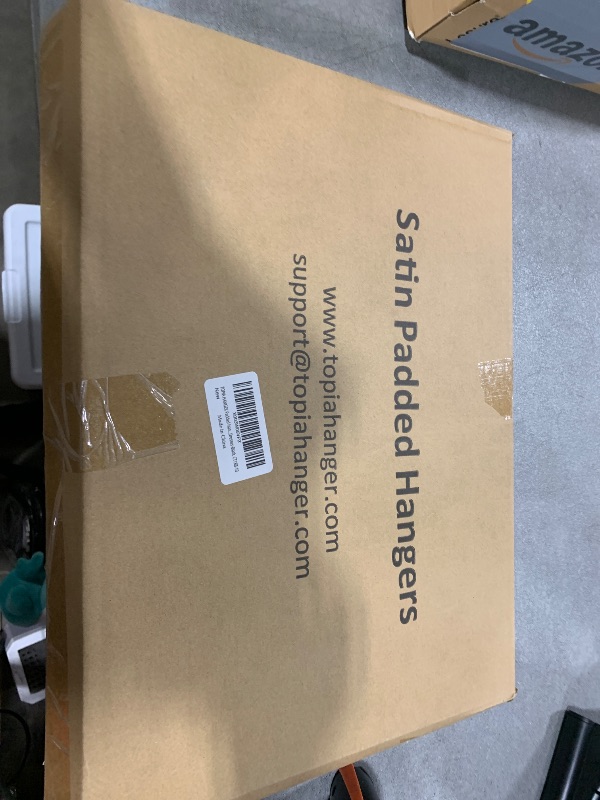 Satin Padded Hangers
www.topiahanger.com
support@topiahanger.com
Made In China
amazon